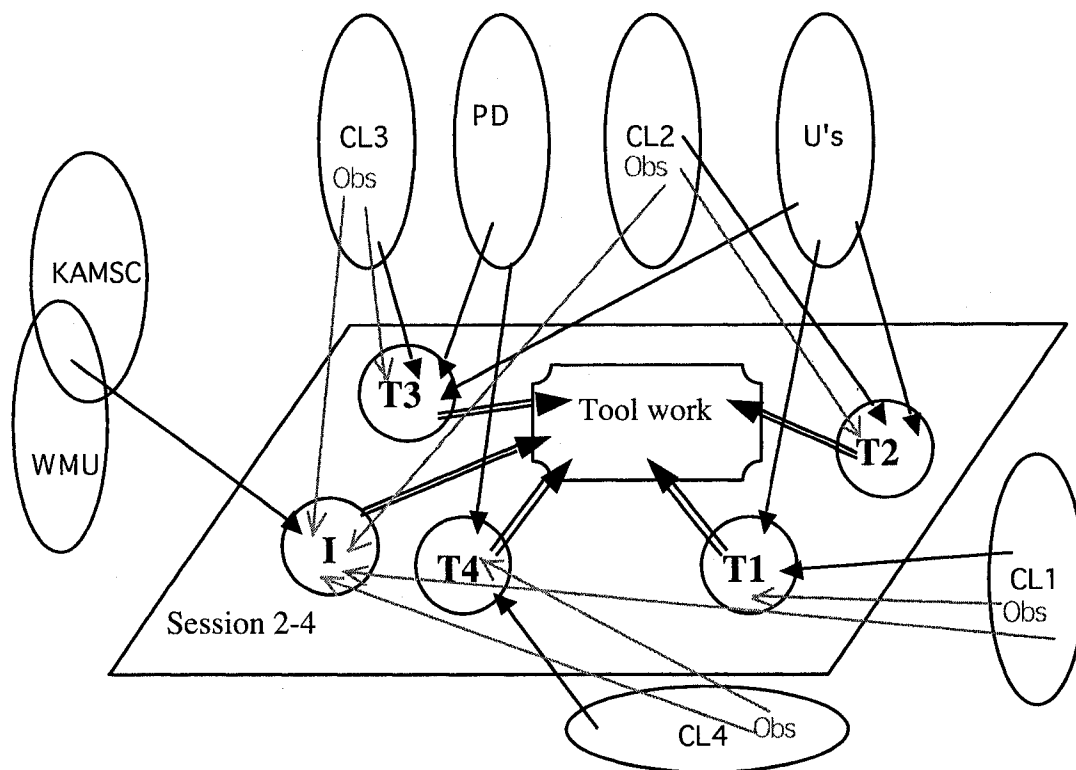 PD
CL3
CL2
U's
Obs
Obs
KAMSC
T3
Tool work
T2
WMU
I
T4
T1
CL1
Obs
Session 2-4
CL4
Obs